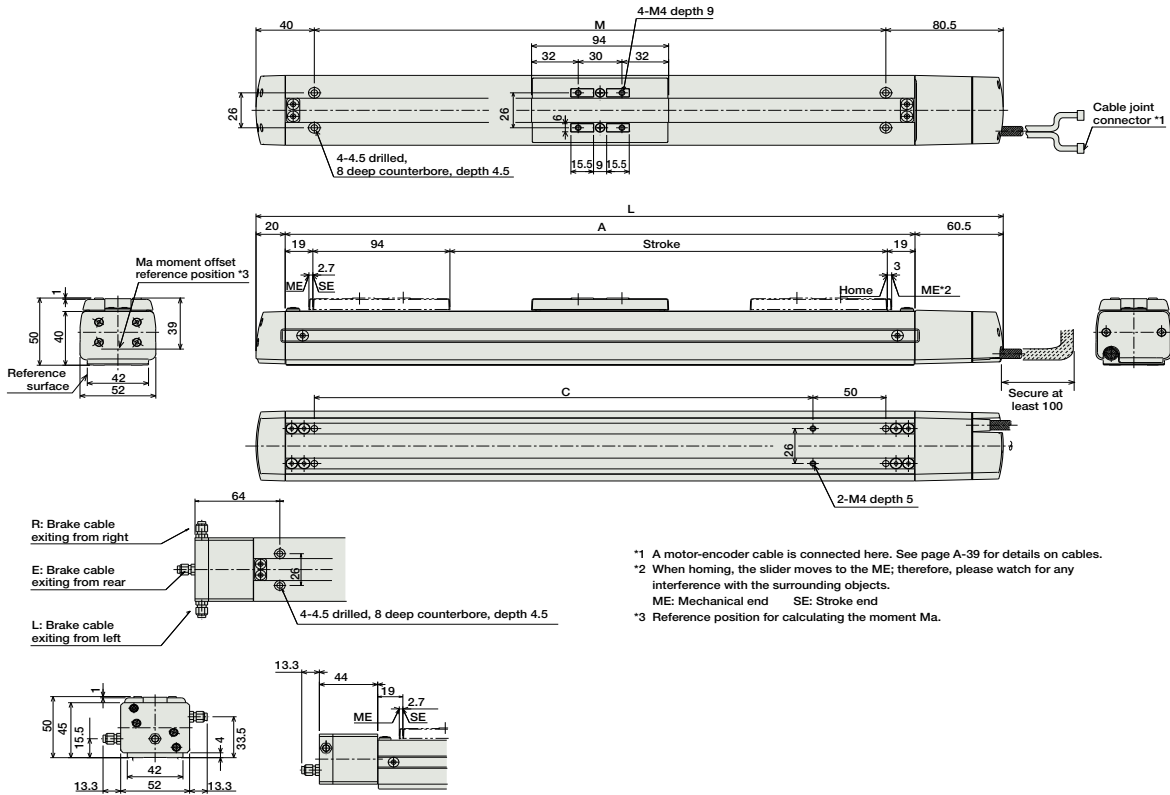 4-M4 depth 9
40
M
80.5
94
32
30
32
26
26
6
15.5
9
15.5
Cable joint
connector *1
4-4.5 drilled,
8 deep counterbore, depth 4.5
L
20
A
60.5
19
94
Stroke
19
Ma moment offset
reference position *3
2.7
ME
SE
3
Home
ME*2
1
50
40
39
Reference
surface
42
52
Secure at
least 100
C
50
26
2-M4 depth 5
64
R: Brake cable
exiting from right
E: Brake cable
exiting from rear
L: Brake cable
exiting from left
26
4-4.5 drilled, 8 deep counterbore, depth 4.5
*1 A motor-encoder cable is connected here. See page A-39 for details on cables.
*2 When homing, the slider moves to the ME; therefore, please watch for any
interference with the surrounding objects.
ME: Mechanical end SE: Stroke end
*3 Reference position for calculating the moment Ma.
1
50
45
15.5
4
33.5
42
13.3
52
13.3
13.3
44
19
2.7
ME
SE